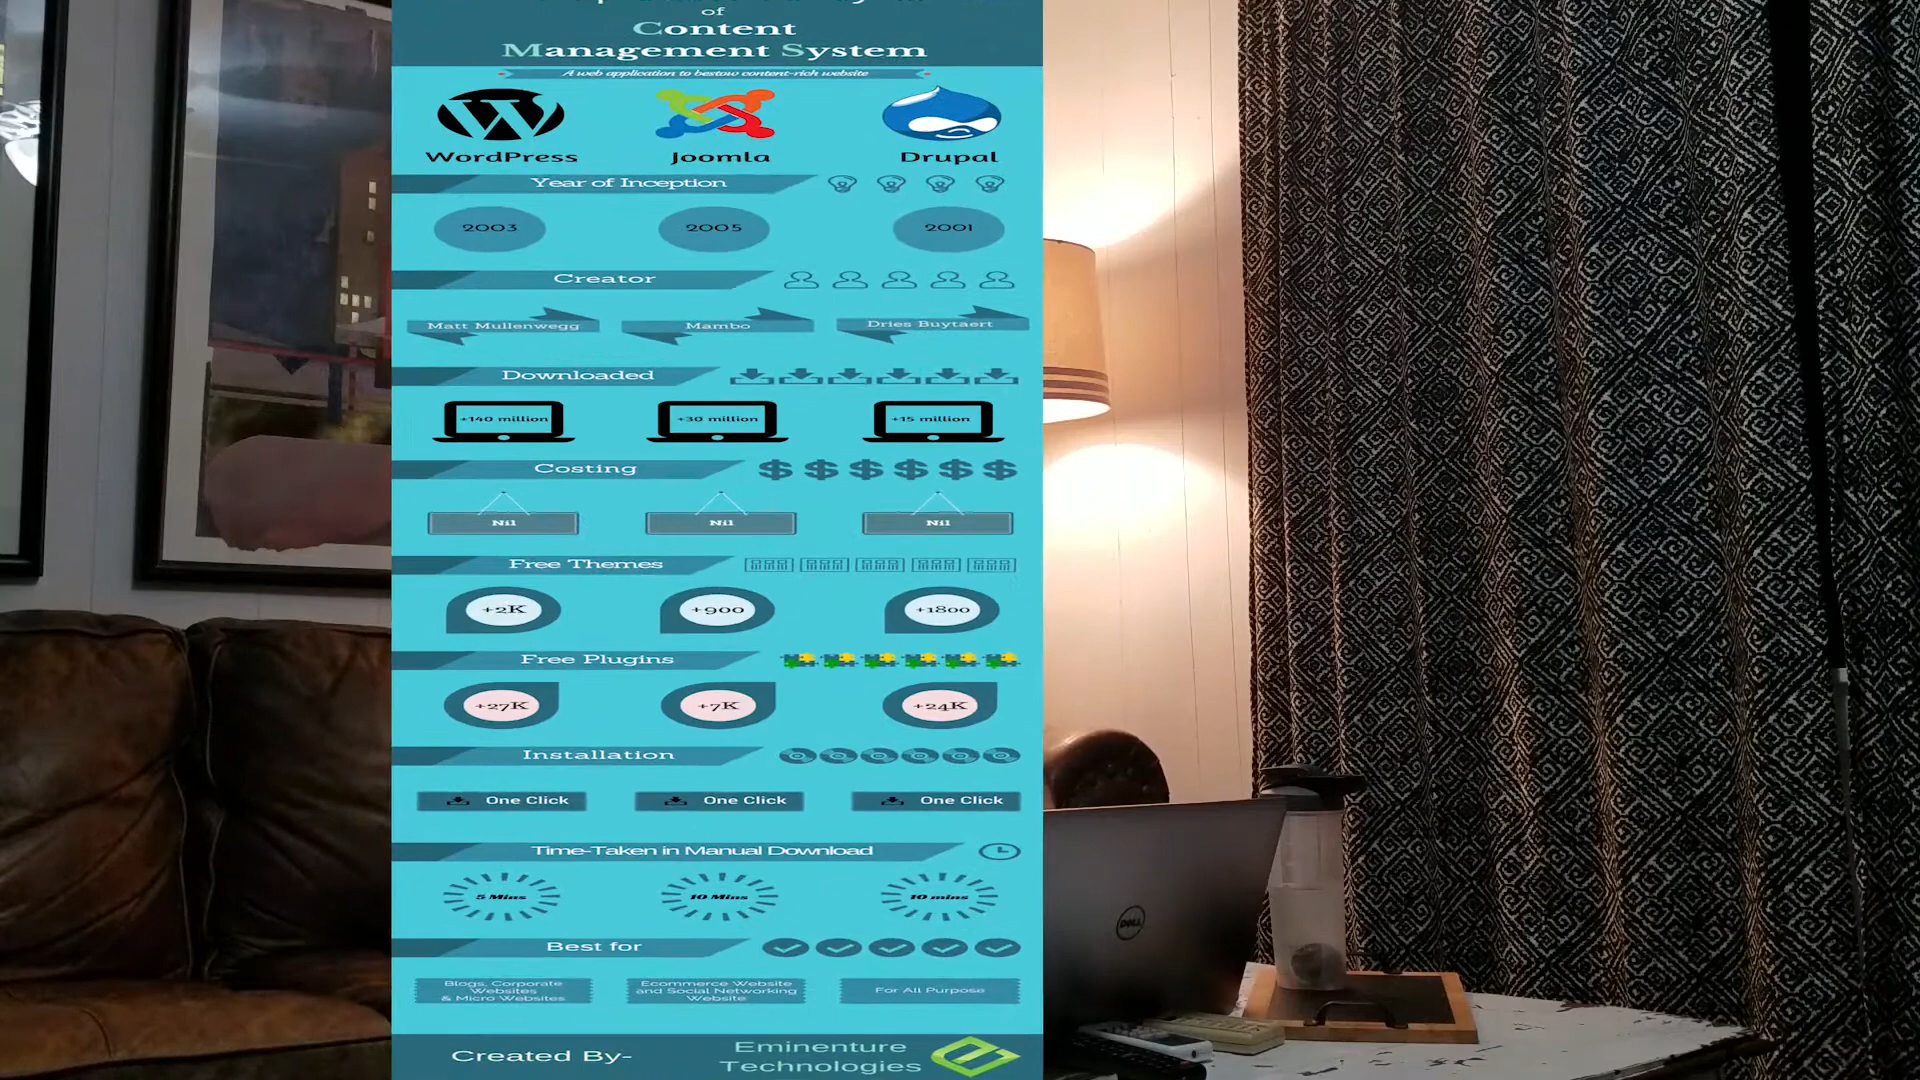 of
Content
Management System
A web application to bestow content-rich website
WordPress Joomla Drupal
Year of Inception
2003 2005 2001
Creator
Matt Mullenwegg Mambo Dries Buytaert
Downloaded
+140 million +30 million +15 million
Costing
Nil Nil Nil
Free Themes
+2K +900 +1800
Free Plugins
+27K +7K +24K
Installation
One Click One Click One Click
Time-Taken in Manual Download
5 Mins 10 Mins 10 mins
Best for
Blogs, Corporate
Websites
& Micro Websites
Ecommerce Website
and Social Networking
Website
For All Purpose
Created By-
Eminenture
Technologies
DELL